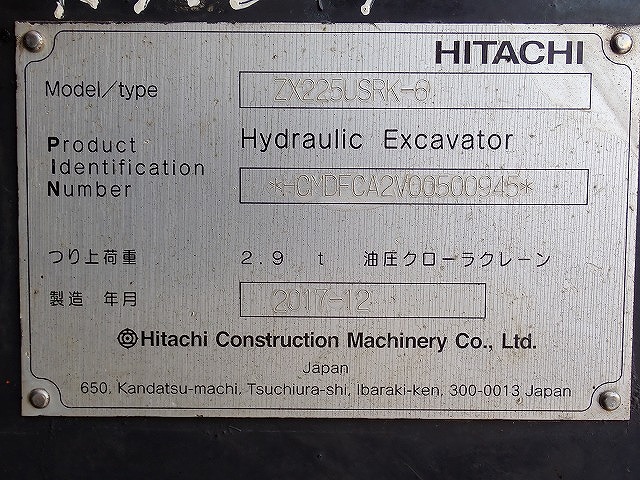 HITACHI
Model/type ZX225USRK-6
Hydraulic Excavator
Product
Identification
Number *HCMDFCA2V00500945*
つり上荷重 2.9 t 油圧クローラクレーン
製造 年月 2017-12
Hitachi Construction Machinery Co., Ltd.
Japan
650, Kandatsu-machi, Tsuchiura-shi, Ibaraki-ken, 300-0013 Japan